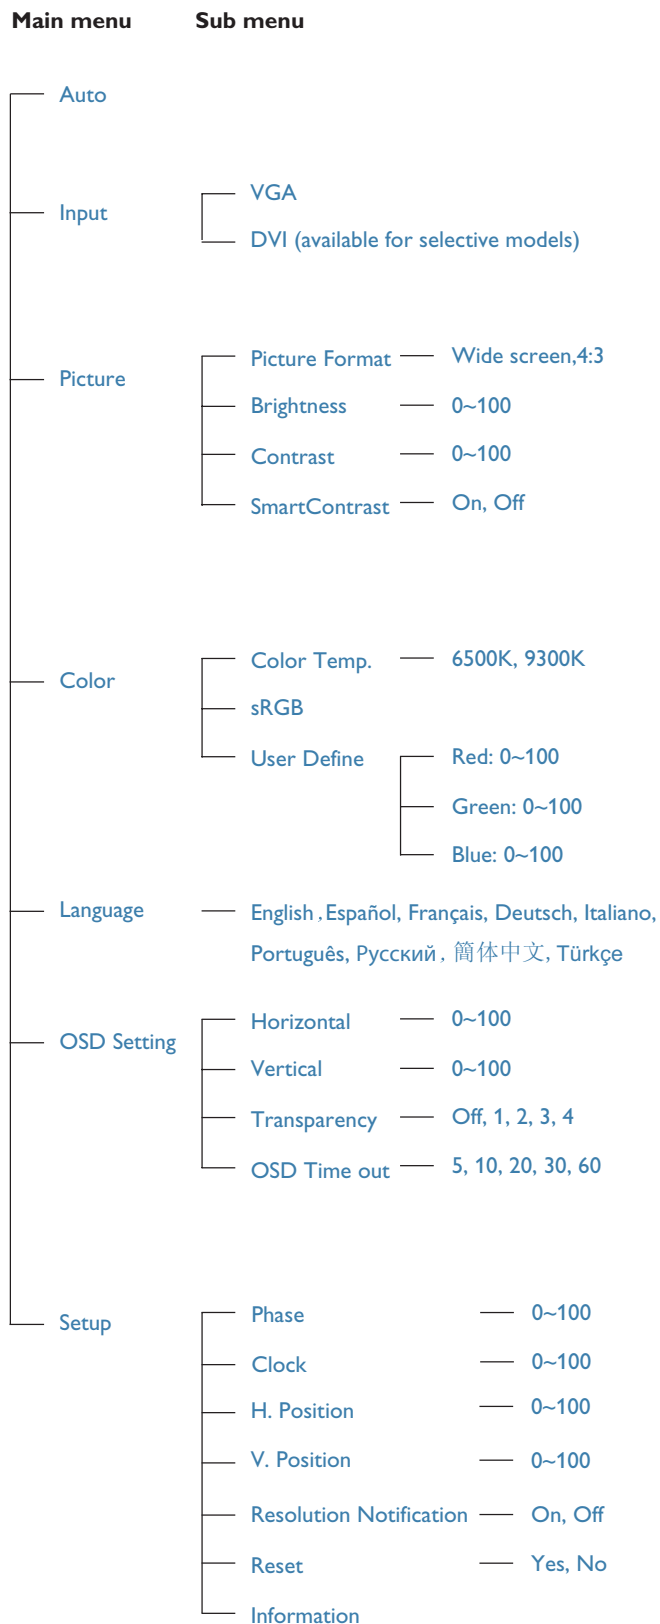 Main menu Sub menu
Auto
Input
VGA
DVI (available for selective models)
Picture
Picture Format Wide screen,4:3
Brightness 0~100
Contrast 0~100
SmartContrast On, Off
Color
Color Temp. 6500K, 9300K
sRGB
User Define Red: 0~100
Green: 0~100
Blue: 0~100
Language English ,Español, Français, Deutsch, Italiano,
Português, Русский , 簡体中文, Türkçe
OSD Setting
Horizontal 0~100
Vertical 0~100
Transparency Off, 1, 2, 3, 4
OSD Time out 5, 10, 20, 30, 60
Setup
Phase 0~100
Clock 0~100
H. Position 0~100
V. Position 0~100
Resolution Notification On, Off
Reset Yes, No
Information